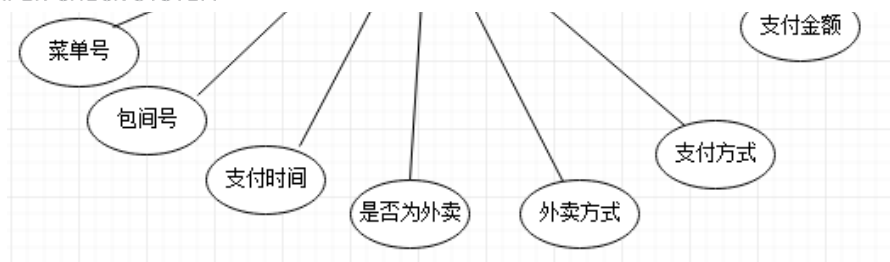 支付金额
菜单号
包间号
支付方式
支付时间
是否为外卖
外卖方式